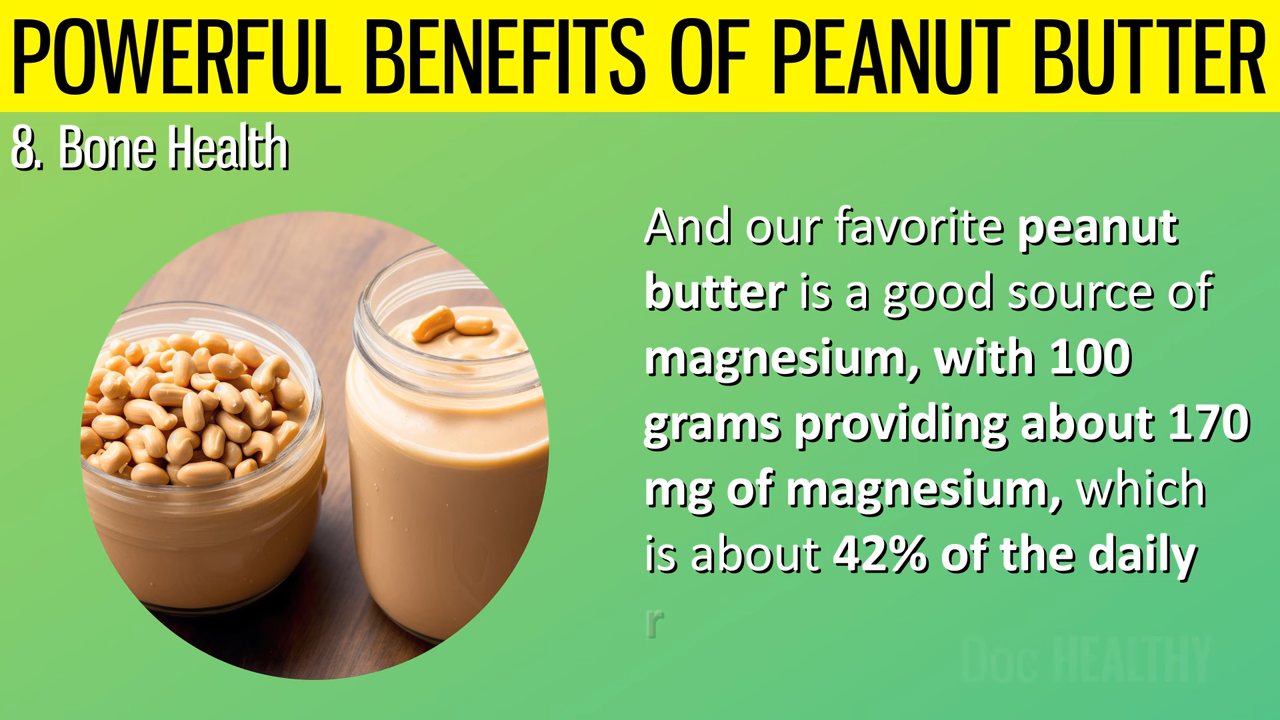 POWERFUL BENEFITS OF PEANUT BUTTER
8. Bone Health
And our favorite peanut
butter is a good source of
magnesium, with 100
grams providing about 170
mg of magnesium, which
is about 42% of the daily
r
Doc HEALTHY